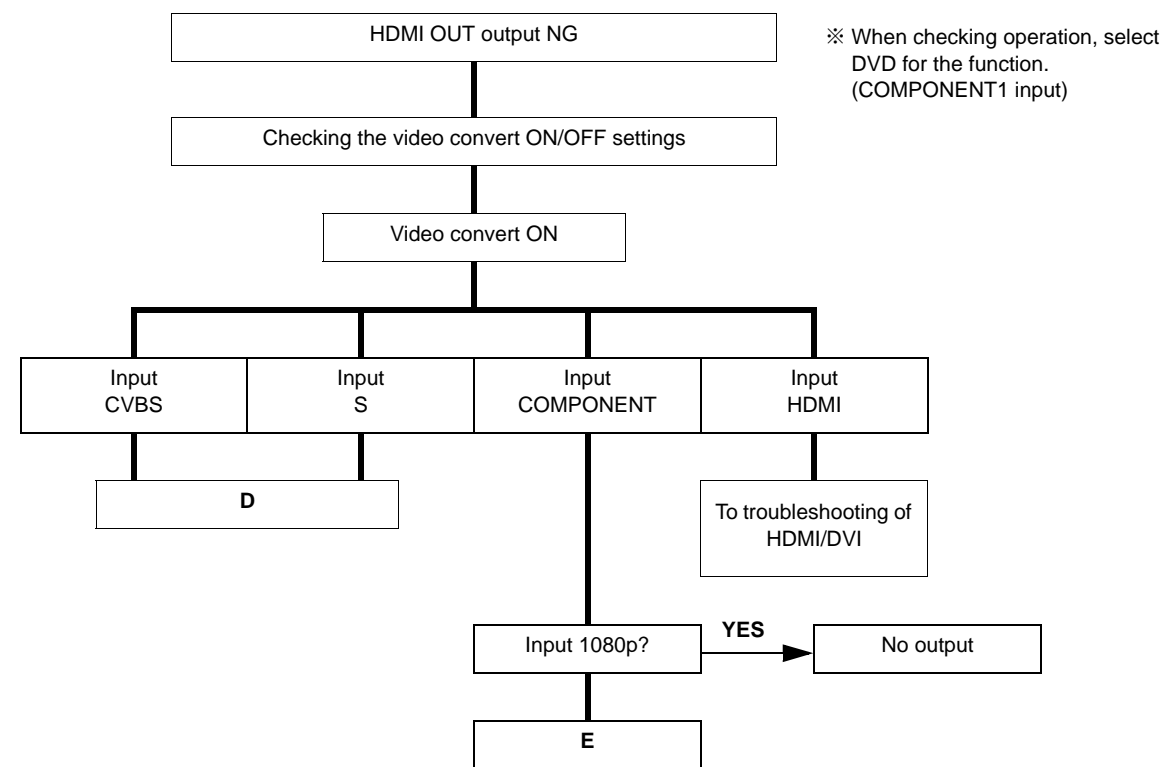 HDMI OUT output NG
※ When checking operation, select
DVD for the function.
(COMPONENT1 input)
Checking the video convert ON/OFF settings
Video convert ON
Input
CVBS
Input
S
Input
COMPONENT
Input
HDMI
D
To troubleshooting of
HDMI/DVI
Input 1080p?
YES
No output
E